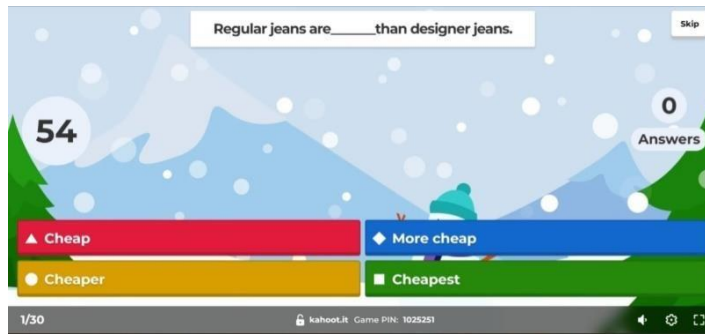 Regular jeans are______than designer jeans.
Skip
54
0
Answers
Cheap
More cheap
Cheaper
Cheapest
1/30
kahoot.it Game PIN: 1025251